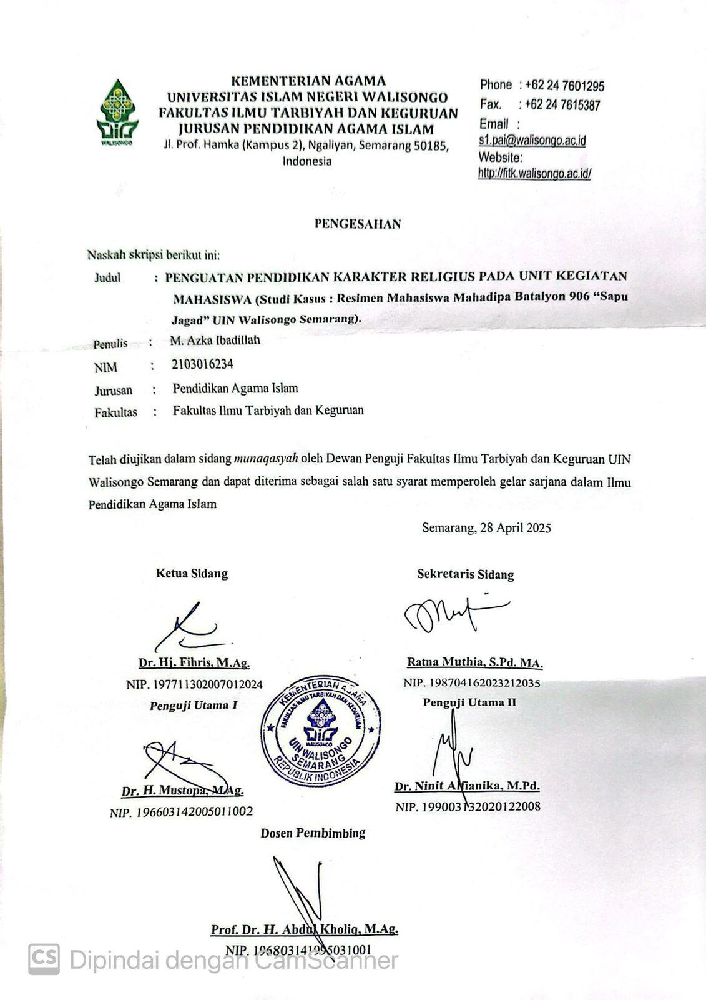 KEMENTERIAN AGAMA
UNIVERSITAS ISLAM NEGERI WALISONGO
FAKULTAS ILMU TARBIYAH DAN KEGURUAN
JURUSAN PENDIDIKAN AGAMA ISLAM
Jl. Prof. Hamka (Kampus 2), Ngaliyan, Semarang 50185,
Indonesia
WALISONGO
Phone : +62 24 7601295
Fax. : +62 24 7615387
Email :
s1.pai@walisongo.ac.id
Website:
http://fitk.walisongo.ac.id/
PENGESAHAN
Naskah skripsi berikut ini:
Judul : PENGUATAN PENDIDIKAN KARAKTER RELIGIUS PADA UNIT KEGIATAN
MAHASISWA (Studi Kasus : Resimen Mahasiswa Mahadipa Batalyon 906 “Sapu
Jagad” UIN Walisongo Semarang).
Penulis : M. Azka Ibadillah
NIM : 2103016234
Jurusan : Pendidikan Agama Islam
Fakultas : Fakultas Ilmu Tarbiyah dan Keguruan
Telah diujikan dalam sidang munaqasyah oleh Dewan Penguji Fakultas Ilmu Tarbiyah dan Keguruan UIN
Walisongo Semarang dan dapat diterima sebagai salah satu syarat memperoleh gelar sarjana dalam Ilmu
Pendidikan Agama Islam
Semarang, 28 April 2025
Ketua Sidang
Sekretaris Sidang
Dr. Hj. Fihris, M.Ag.
Ratna Muthia, S.Pd. MA.
NIP. 197711302007012024
NIP. 198704162023212035
Penguji Utama I
Penguji Utama II
KEMENTERIAN AGAMA
FAKULTAS ILMU TARBIYAH DAN KEGURUAN
WALISONGO
UIN WALISONGO
SEMARANG
REPUBLIK INDONESIA
Dr. H. Mustopa, M.Ag.
Dr. Ninit Alfianika, M.Pd.
NIP. 196603142005011002
NIP. 199003132020122008
Dosen Pembimbing
Prof. Dr. H. Abdul Kholiq, M.Ag.
NIP. 196803141995031001
CS Dipindai dengan CamScanner